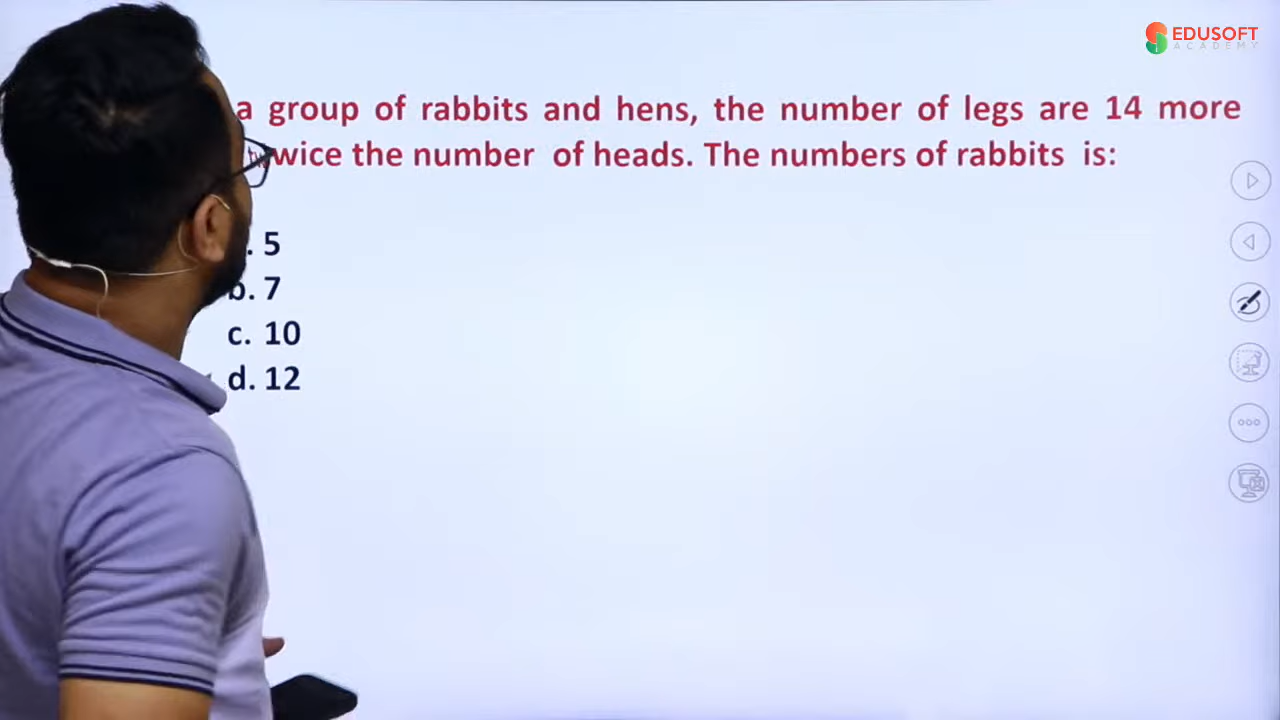 EDUSOFT
ACADEMY
a group of rabbits and hens, the number of legs are 14 more
twice the number of heads. The numbers of rabbits is:
. 5
b. 7
c. 10
d. 12